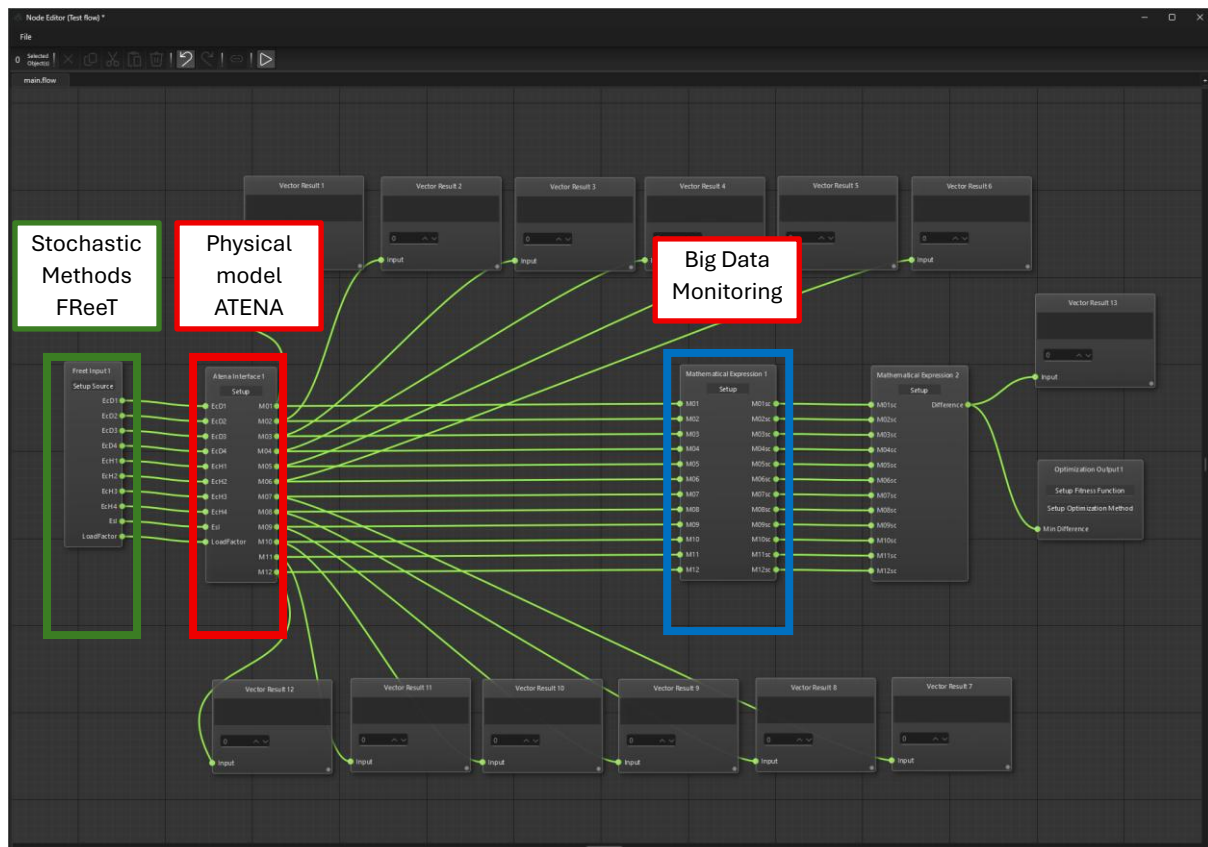 Node Editor (Test flow) *
File
0 Selected Object(s)
main.flow
Vector Result 1
Vector Result 2
0
Input
Vector Result 3
0
Input
Vector Result 4
Vector Result 5
0
Vector Result 6
0
Input
Stochastic
Methods
FReeT
Physical
model
ATENA
Big Data
Monitoring
Vector Result 13
0
Input
Freet Input 1
Setup Source
EcD1
EcD2
EcD3
EcD4
EcH1
EcH2
EcH3
EcH4
Esl
LoadFactor
Atena Interface 1
Setup
EcD1 M01
EcD2 M02
EcD3 M03
EcD4 M04
EcH1 M05
EcH2 M06
EcH3 M07
EcH4 M08
Esl M09
LoadFactor M10
M11
M12
Mathematical Expression 1
Setup
M01 M01sc
M02 M02sc
M03 M03sc
M04 M04sc
M05 M05sc
M06 M06sc
M07 M07sc
M08 M08sc
M09 M09sc
M10 M10sc
M11 M11sc
M12 M12sc
Mathematical Expression 2
Setup
M01sc Difference
M02sc
M03sc
M04sc
M05sc
M06sc
M07sc
M08sc
M09sc
M10sc
M11sc
M12sc
Optimization Output 1
Setup Fitness Function
Setup Optimization Method
Min Difference
Vector Result 12
0
Input
Vector Result 11
0
Input
Vector Result 10
0
Input
Vector Result 9
0
Input
Vector Result 8
0
Input
Vector Result 7
0
Input